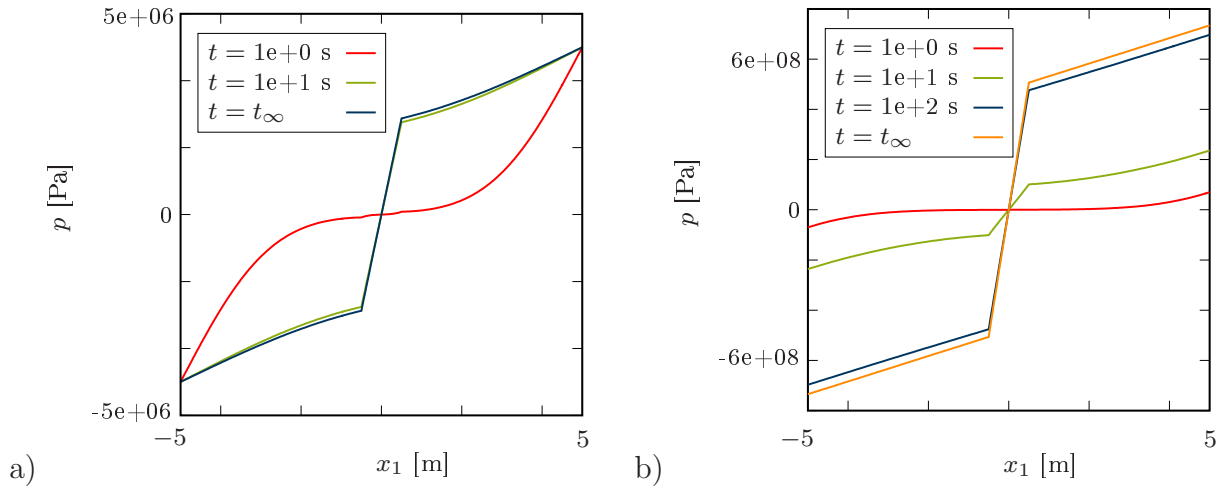 5e+06
t = 1e+0 s
t = 1e+1 s
t = t∞
p [Pa]
0
-5e+06
−5
5
x₁ [m]
a)
6e+08
t = 1e+0 s
t = 1e+1 s
t = 1e+2 s
t = t∞
p [Pa]
0
-6e+08
−5
5
x₁ [m]
b)